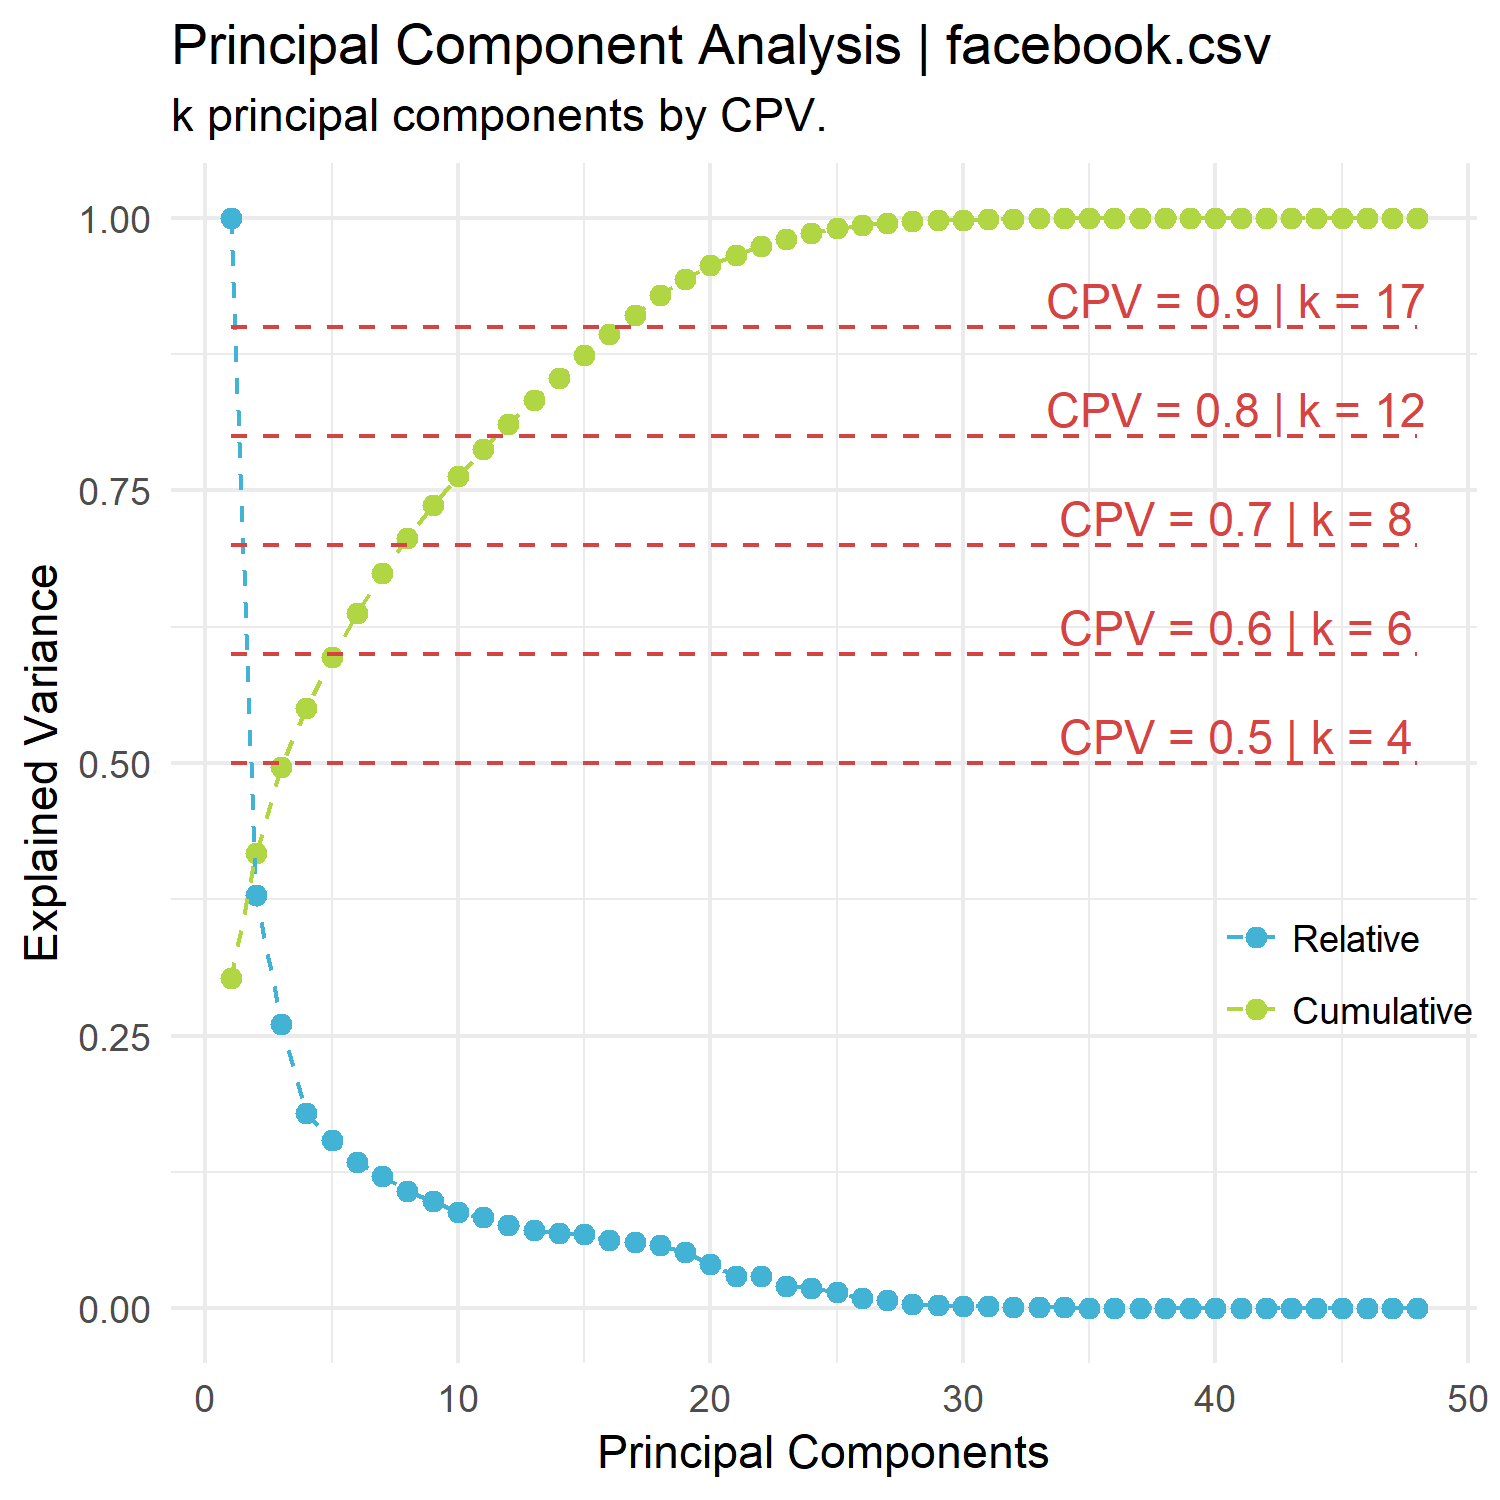 Principal Component Analysis | facebook.csv
k principal components by CPV.
1.00
0.75
0.50
0.25
0.00
Explained Variance
CPV = 0.9 | k = 17
CPV = 0.8 | k = 12
CPV = 0.7 | k = 8
CPV = 0.6 | k = 6
CPV = 0.5 | k = 4
Relative
Cumulative
0 10 20 30 40 50
Principal Components